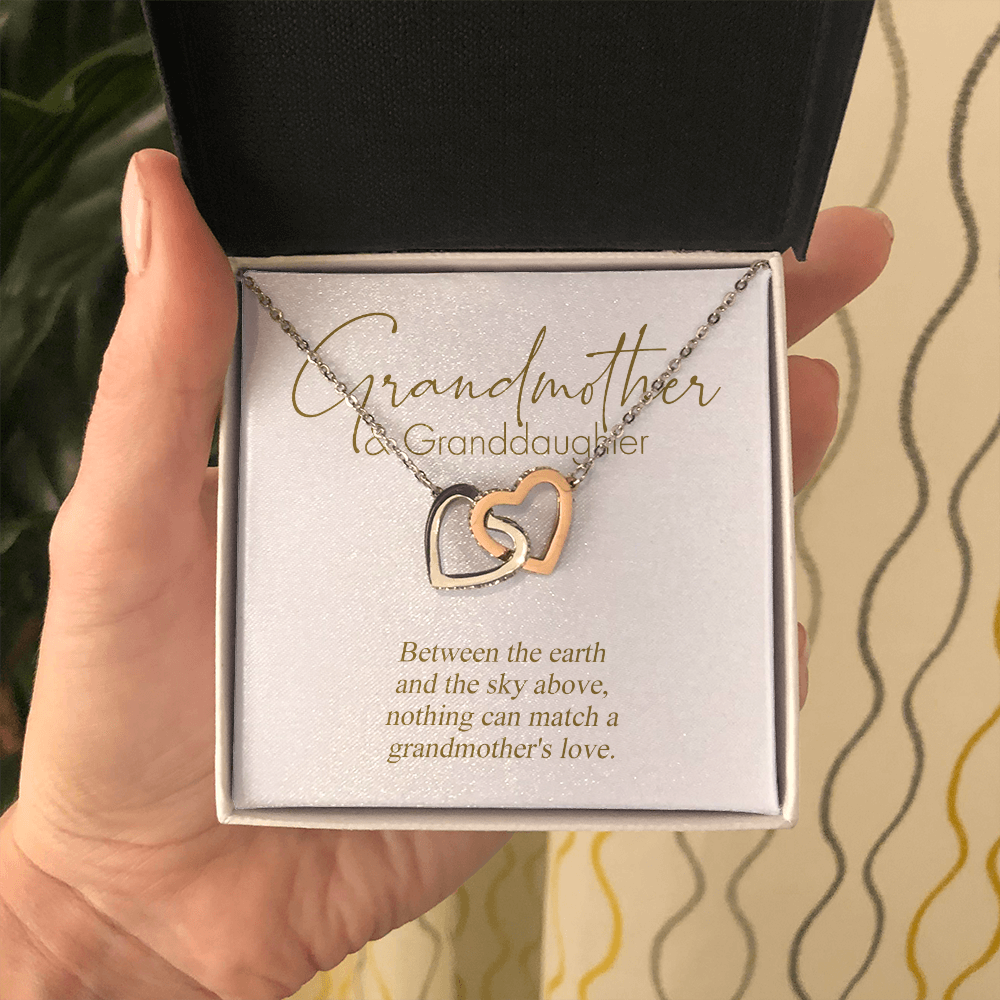 Grandmother
& Granddaughter
Between the earth
and the sky above,
nothing can match a
grandmother's love.